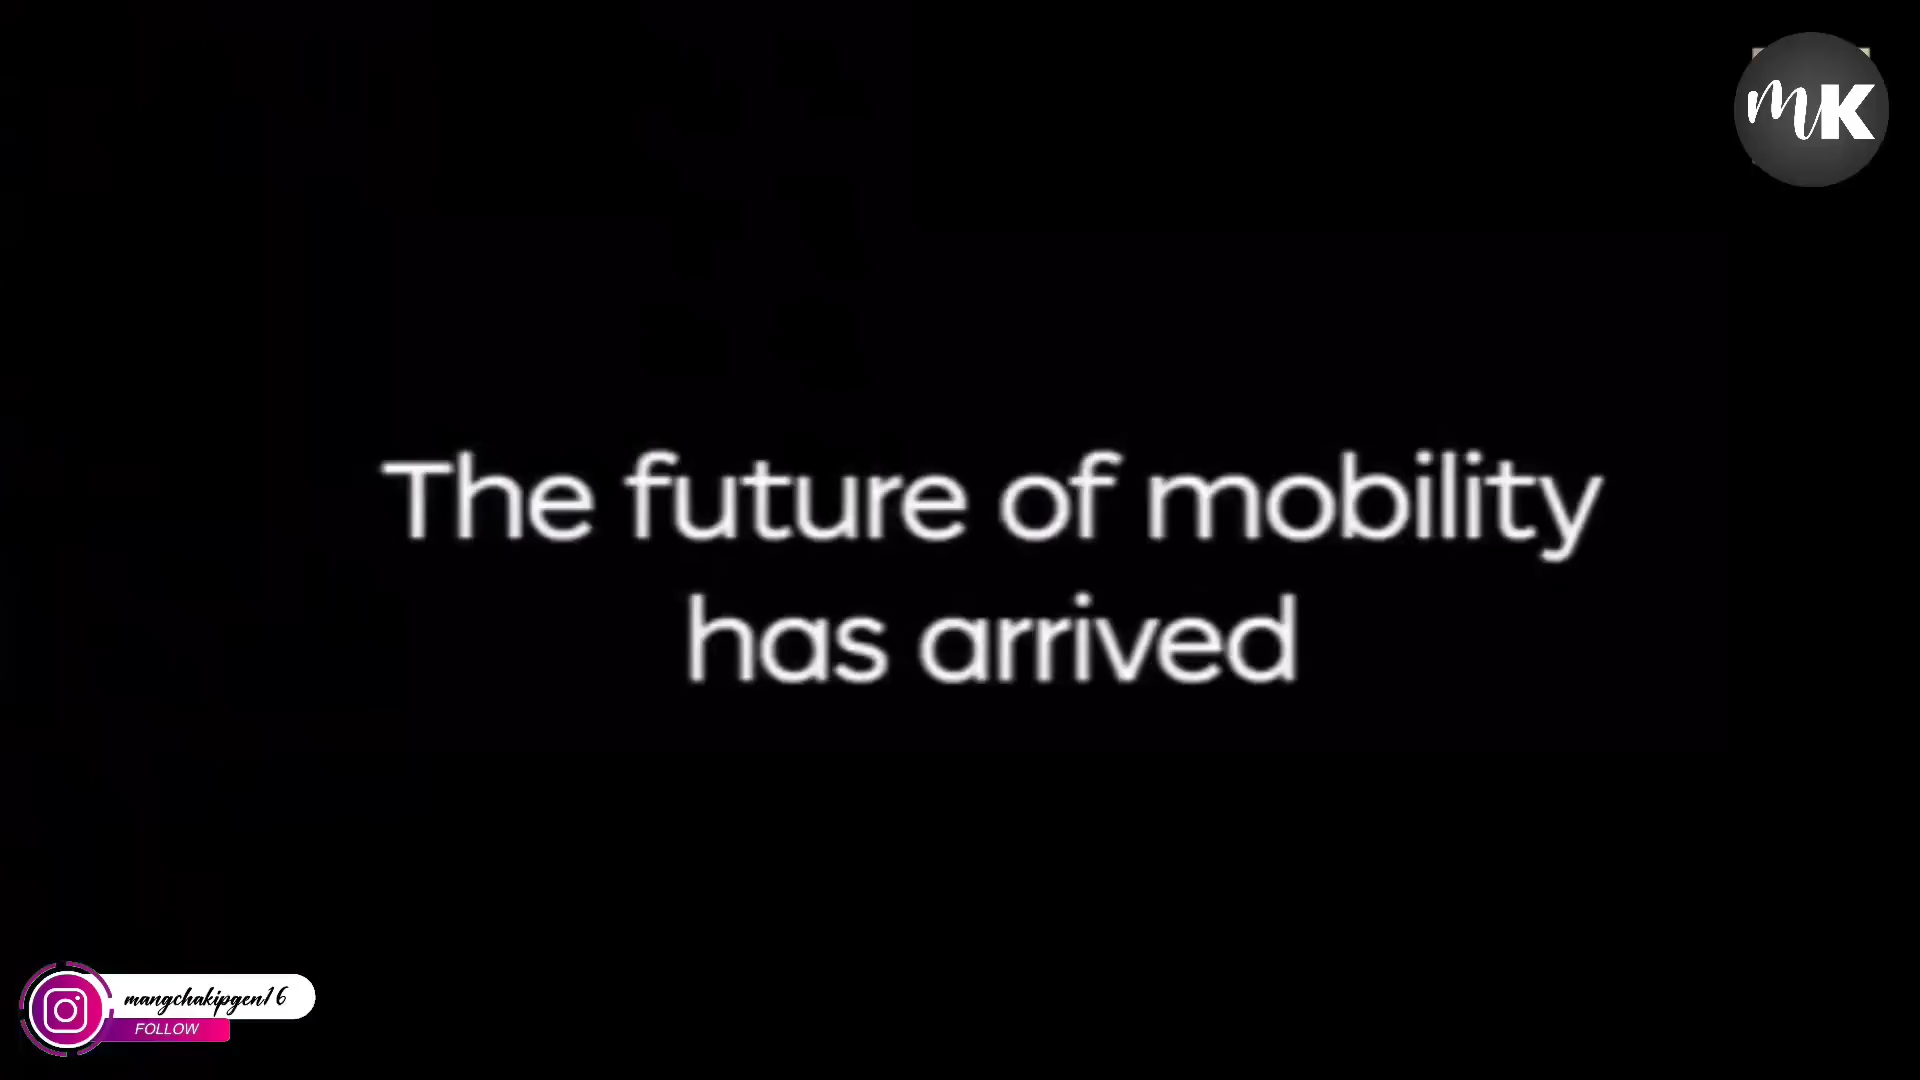 mK
The future of mobility
has arrived
mangchakipgen16
FOLLOW